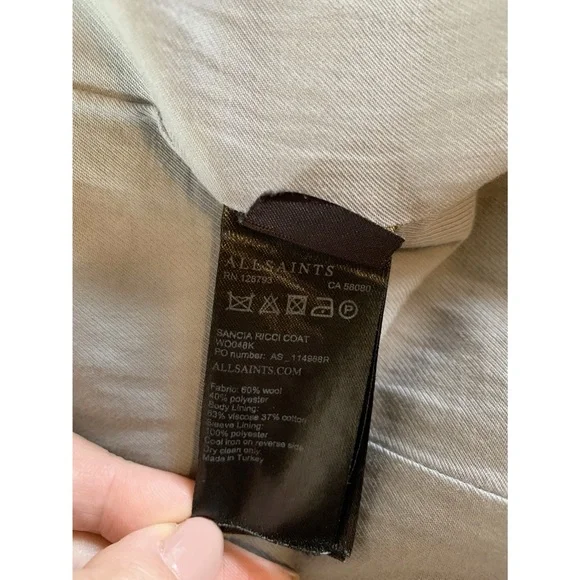 ALLSAINTS
RN 128793 CA 58080
SANCIA RICCI COAT
WO048K
PO number: AS_114988R
ALLSAINTS.COM
Fabric: 60% wool
40% polyester
Body Lining:
63% viscose 37% cotton
Sleeve Lining:
100% polyester
Cool iron on reverse side
Dry clean only
Made in Turkey